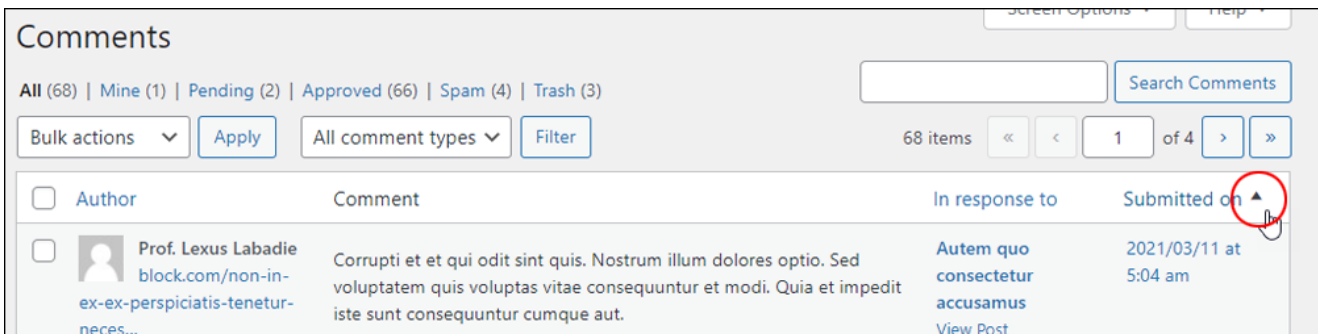 Screen Options Help
Comments
All (68) | Mine (1) | Pending (2) | Approved (66) | Spam (4) | Trash (3)
Search Comments
Bulk actions Apply All comment types Filter 68 items « ‹ 1 of 4 › »
Author Comment In response to Submitted on
Prof. Lexus Labadie
block.com/non-in-
ex-ex-perspiciatis-tenetur-
neces...
Corrupti et et qui odit sint quis. Nostrum illum dolores optio. Sed
voluptatem quis voluptas vitae consequuntur et modi. Quia et impedit
iste sunt consequuntur cumque aut.
Autem quo
consectetur
accusamus
View Post
2021/03/11 at
5:04 am